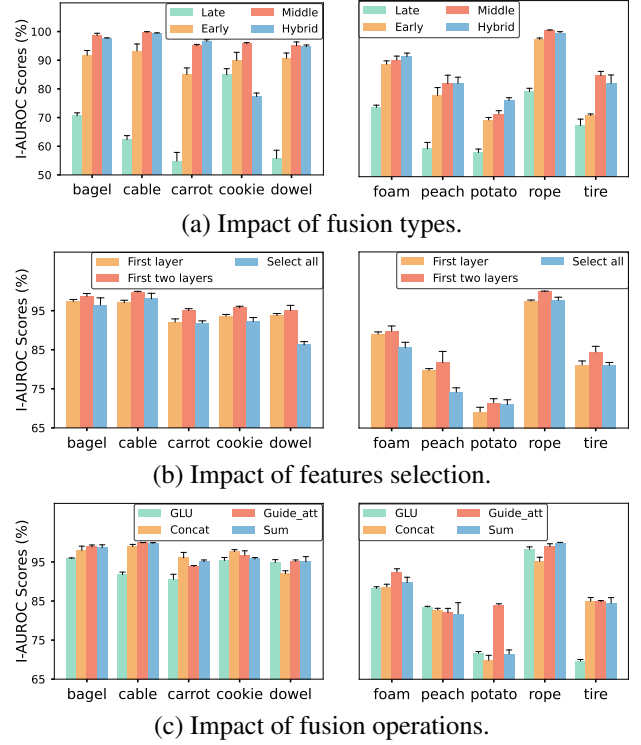 Late Middle
Early Hybrid
I-AUROC Scores (%)
100
90
80
70
60
50
bagel cable carrot cookie dowel
Late Middle
Early Hybrid
foam peach potato rope tire
(a) Impact of fusion types.
First layer Select all
First two layers
I-AUROC Scores (%)
95
85
75
65
bagel cable carrot cookie dowel
First layer Select all
First two layers
foam peach potato rope tire
(b) Impact of features selection.
GLU Guide_att
Concat Sum
I-AUROC Scores (%)
95
85
75
65
bagel cable carrot cookie dowel
GLU Guide_att
Concat Sum
foam peach potato rope tire
(c) Impact of fusion operations.